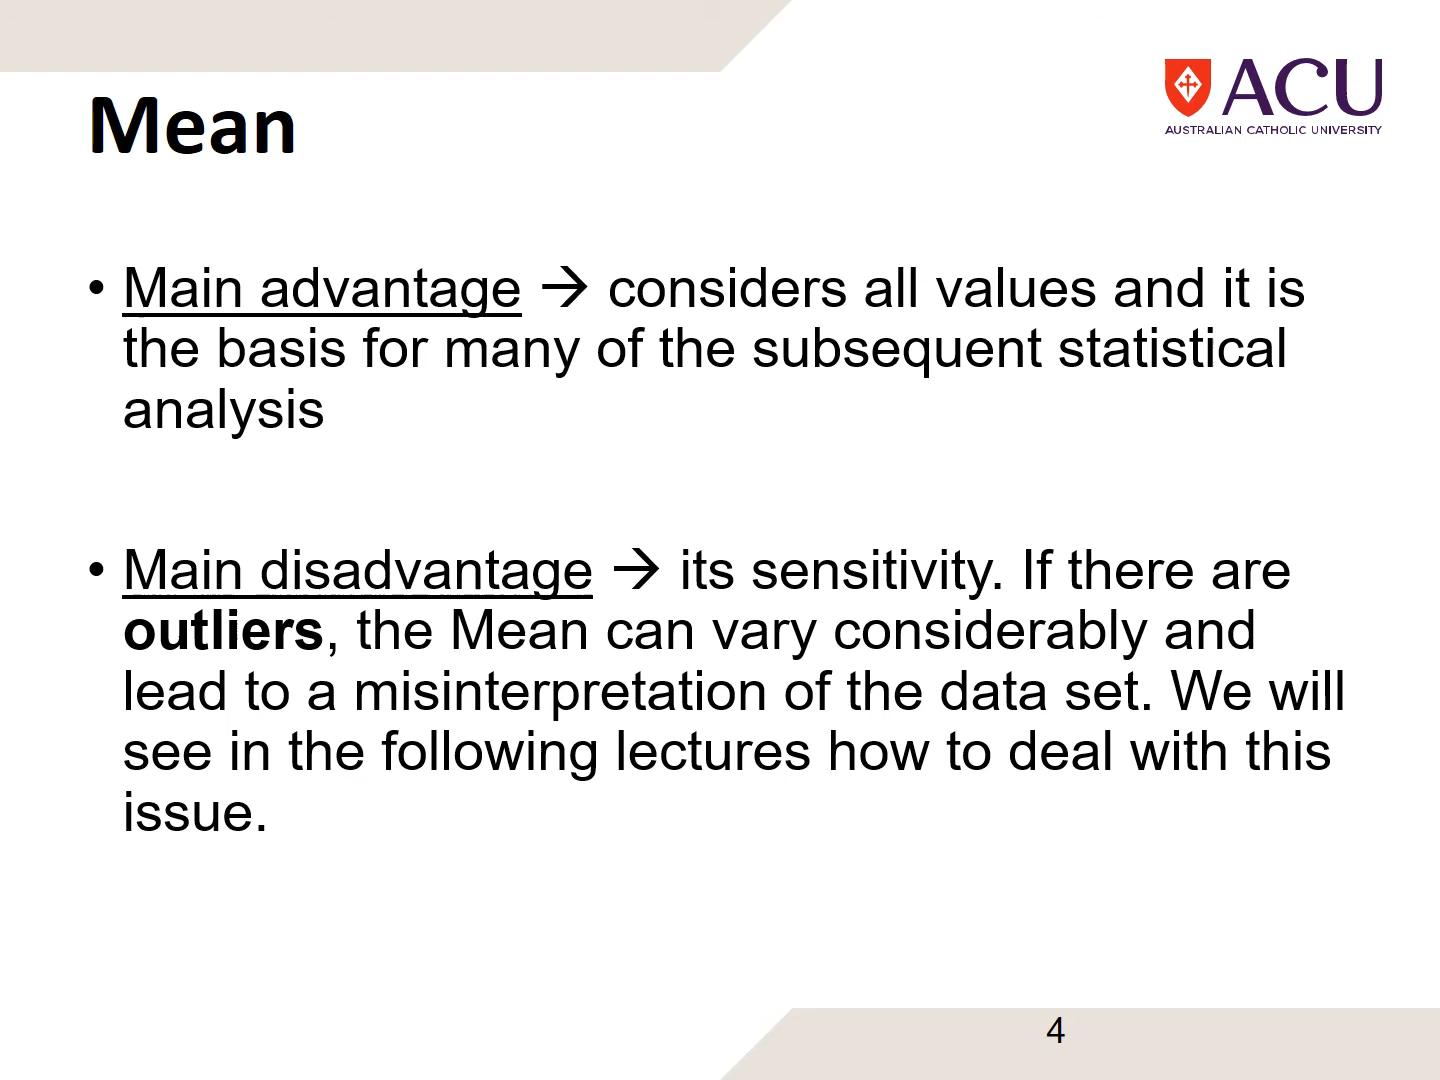 Mean
ACU
AUSTRALIAN CATHOLIC UNIVERSITY
• Main advantage → considers all values and it is
the basis for many of the subsequent statistical
analysis
• Main disadvantage → its sensitivity. If there are
outliers, the Mean can vary considerably and
lead to a misinterpretation of the data set. We will
see in the following lectures how to deal with this
issue.
4